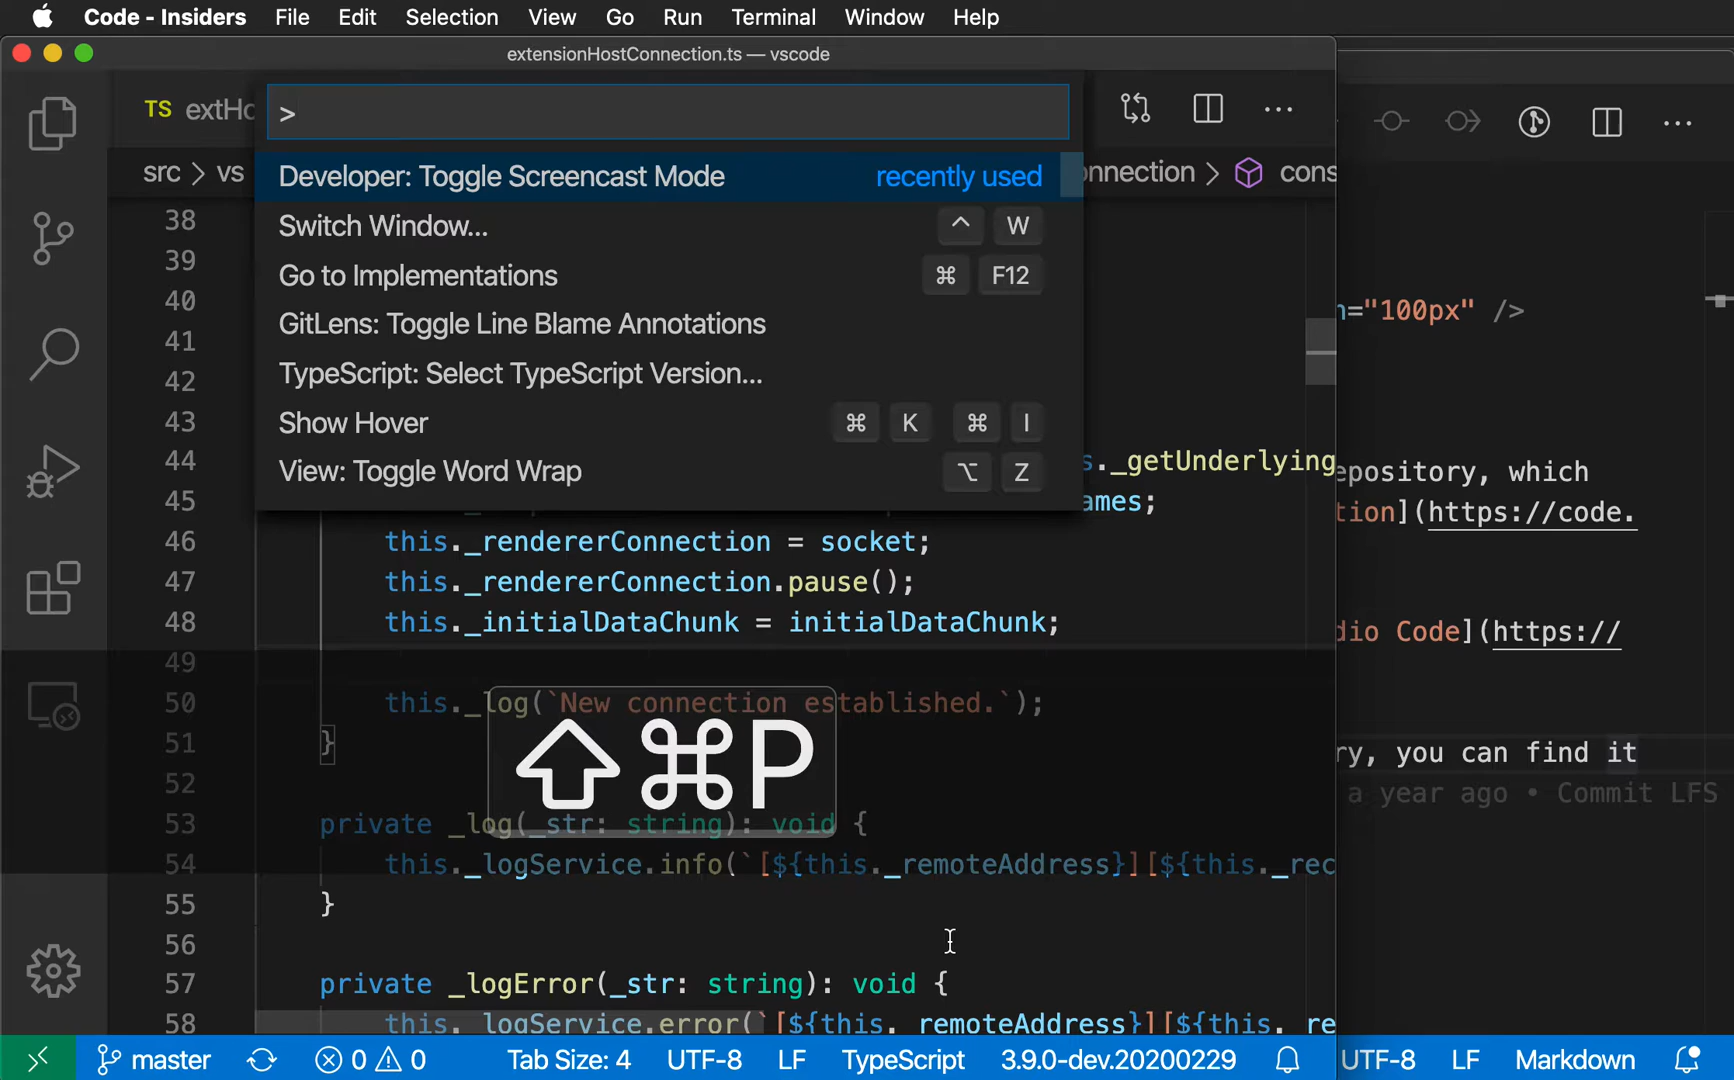 Code - Insiders File Edit Selection View Go Run Terminal Window Help
extensionHostConnection.ts — vscode
TS extHo
>
src > vs
onnection > cons
Developer: Toggle Screencast Mode recently used
Switch Window... ^ W
Go to Implementations ⌘ F12
GitLens: Toggle Line Blame Annotations
TypeScript: Select TypeScript Version...
Show Hover ⌘ K ⌘ I
View: Toggle Word Wrap ⌥ Z
38
39
40
41
42
43
44 s._getUnderlying
45 ames;
46 this._rendererConnection = socket;
47 this._rendererConnection.pause();
48 this._initialDataChunk = initialDataChunk;
49
50 this._log(`New connection established.`);
51 }
52
53 private _log(_str: string): void {
54 this._logService.info(`[${this._remoteAddress}][${this._rec
55 }
56
57 private _logError(_str: string): void {
58 this._logService.error(`[${this._remoteAddress}][${this._re
⇧⌘P
="100px" />
epository, which
tion](https://code.
dio Code](https://
ry, you can find it
a year ago • Commit LFS
master 0 0 Tab Size: 4 UTF-8 LF TypeScript 3.9.0-dev.20200229
UTF-8 LF Markdown